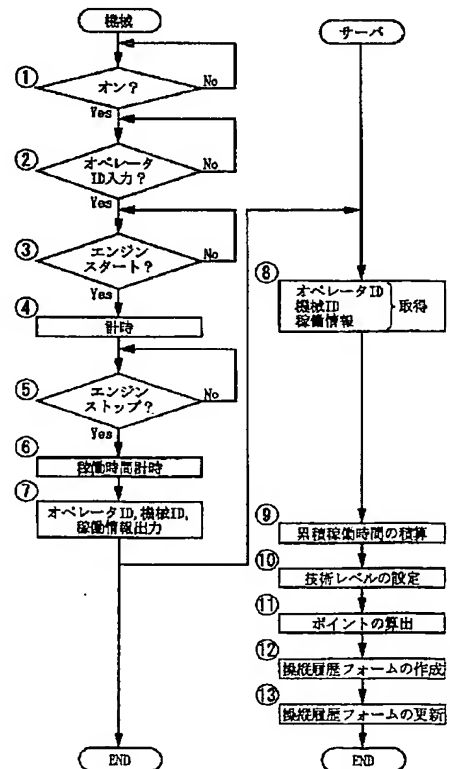 機械
①
オン?
No
Yes
②
オペレータ
ID入力?
No
Yes
③
エンジン
スタート?
No
Yes
④
計時
⑤
エンジン
ストップ?
No
Yes
⑥
稼働時間計時
⑦
オペレータID,機械ID,
稼働情報出力
END
サーバ
⑧
オペレータID
機械ID
稼働情報
取得
⑨
累積稼働時間の積算
⑩
技術レベルの設定
⑪
ポイントの算出
⑫
操縦履歴フォームの作成
⑬
操縦履歴フォームの更新
END